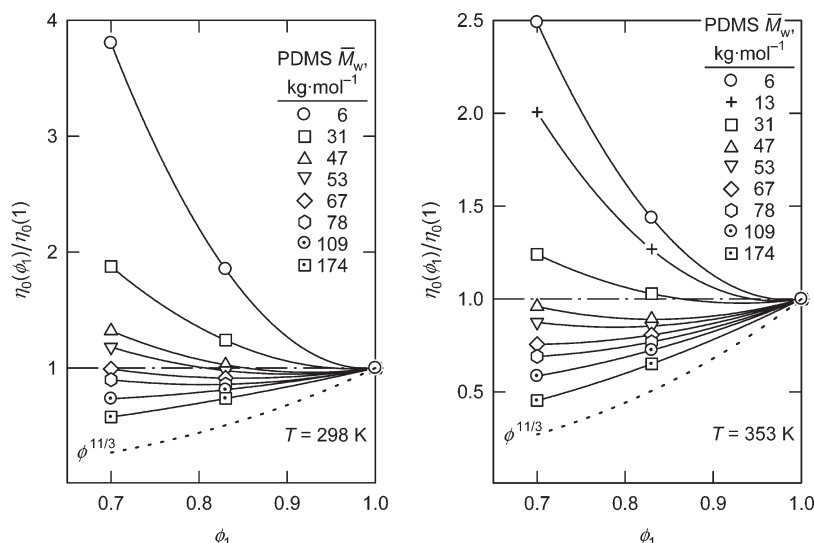 4
3
2
1
η₀(ϕ₁)/η₀(1)
PDMS M̅w,
kg·mol⁻¹
6
31
47
53
67
78
109
174
ϕ¹¹/³
T = 298 K
0.7 0.8 0.9 1.0
ϕ₁
2.5
2.0
1.5
1.0
0.5
η₀(ϕ₁)/η₀(1)
PDMS M̅w,
kg·mol⁻¹
6
13
31
47
53
67
78
109
174
ϕ¹¹/³
T = 353 K
0.7 0.8 0.9 1.0
ϕ₁